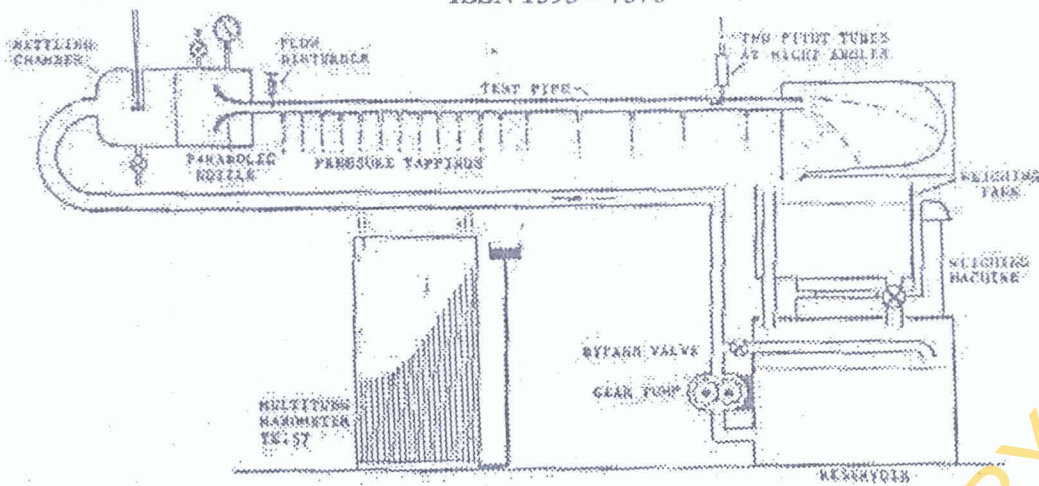 SETTLING
CHAMBER
FLOW
DISTURBER
TWO PITOT TUBES
AT RIGHT ANGLES
TEST PIPE
PARABOLIC
NOZZLE
PRESSURE TAPPINGS
WEIGHING
TANK
WEIGHING
MACHINE
BYPASS VALVE
GEAR PUMP
MULTITUBE
MANOMETER
RESERVOIR